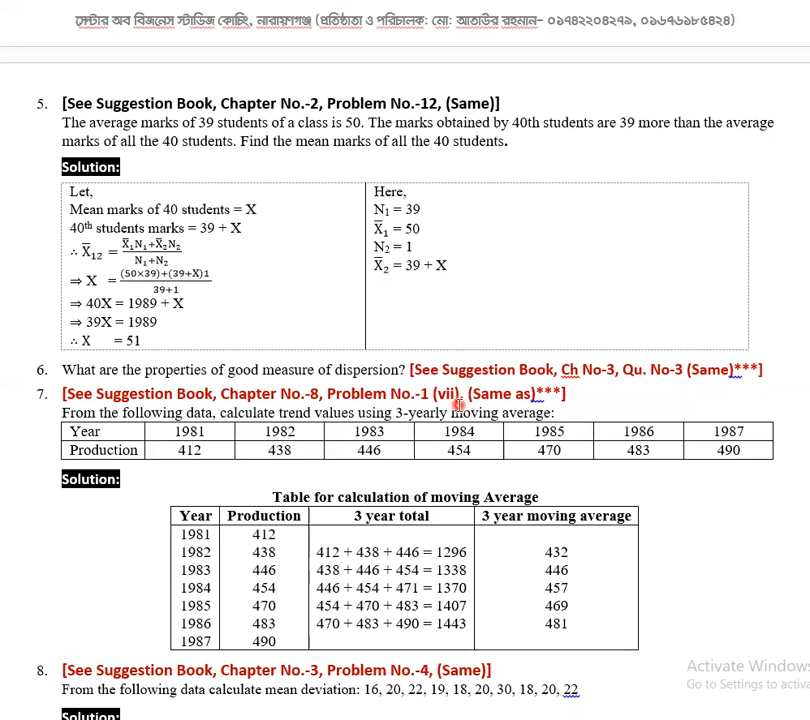 সেন্টার অব বিজনেস স্টাডিজ কোচিং, নারায়ণগঞ্জ (প্রতিষ্ঠাতা ও পরিচালক: মো: আতাউর রহমান– ০১৭৪২২০৪২৭৯, ০১৬৭৬১৮৫৪২৪)
5. [See Suggestion Book, Chapter No.-2, Problem No.-12, (Same)]
The average marks of 39 students of a class is 50. The marks obtained by 40th students are 39 more than the average
marks of all the 40 students. Find the mean marks of all the 40 students.
Solution:
Let,
Mean marks of 40 students = X
40th students marks = 39 + X
∴ X̅12 = (X̅1N1+X̅2N2)/(N1+N2)
⇒ X = ((50×39)+(39+X)1)/(39+1)
⇒ 40X = 1989 + X
⇒ 39X = 1989
∴ X = 51
Here,
N1 = 39
X̅1 = 50
N2 = 1
X̅2 = 39 + X
6. What are the properties of good measure of dispersion? [See Suggestion Book, Ch No-3, Qu. No-3 (Same)***]
7. [See Suggestion Book, Chapter No.-8, Problem No.-1 (vii), (Same as)***]
From the following data, calculate trend values using 3-yearly moving average:
Year 1981 1982 1983 1984 1985 1986 1987
Production 412 438 446 454 470 483 490
Solution:
Table for calculation of moving Average
Year Production 3 year total 3 year moving average
1981 412
1982 438 412 + 438 + 446 = 1296 432
1983 446 438 + 446 + 454 = 1338 446
1984 454 446 + 454 + 471 = 1370 457
1985 470 454 + 470 + 483 = 1407 469
1986 483 470 + 483 + 490 = 1443 481
1987 490
8. [See Suggestion Book, Chapter No.-3, Problem No.-4, (Same)]
From the following data calculate mean deviation: 16, 20, 22, 19, 18, 20, 30, 18, 20, 22
Solution:
Activate Windows
Go to Settings to activa